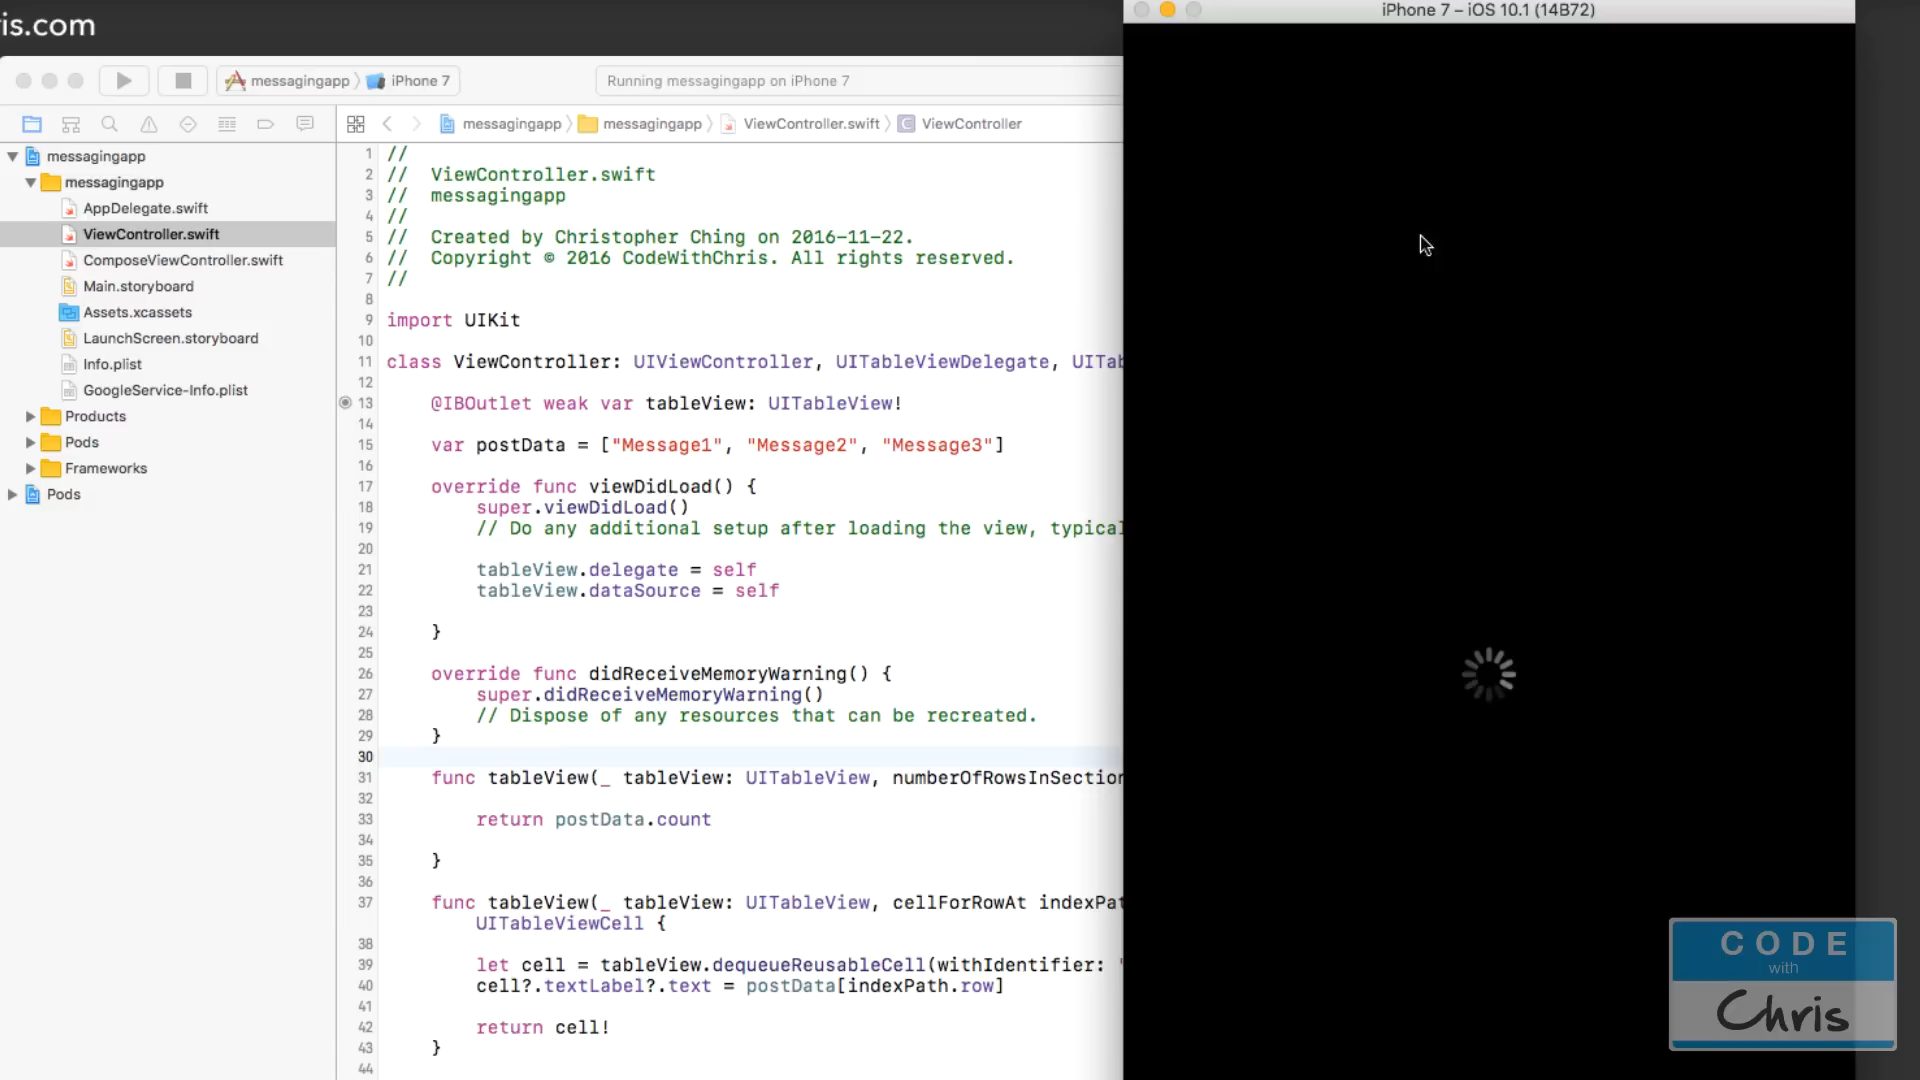 is.com
iPhone 7 – iOS 10.1 (14B72)
messagingapp
iPhone 7
Running messagingapp on iPhone 7
messagingapp
messagingapp
ViewController.swift
ViewController
messagingapp
messagingapp
AppDelegate.swift
ViewController.swift
ComposeViewController.swift
Main.storyboard
Assets.xcassets
LaunchScreen.storyboard
Info.plist
GoogleService-Info.plist
Products
Pods
Frameworks
Pods
1 //
2 //  ViewController.swift
3 //  messagingapp
4 //
5 //  Created by Christopher Ching on 2016-11-22.
6 //  Copyright © 2016 CodeWithChris. All rights reserved.
7 //
8
9 import UIKit
10
11 class ViewController: UIViewController, UITableViewDelegate, UITab
12
13 @IBOutlet weak var tableView: UITableView!
14
15 var postData = ["Message1", "Message2", "Message3"]
16
17 override func viewDidLoad() {
18 super.viewDidLoad()
19 // Do any additional setup after loading the view, typical
20
21 tableView.delegate = self
22 tableView.dataSource = self
23
24 }
25
26 override func didReceiveMemoryWarning() {
27 super.didReceiveMemoryWarning()
28 // Dispose of any resources that can be recreated.
29 }
30
31 func tableView(_ tableView: UITableView, numberOfRowsInSection
32
33 return postData.count
34
35 }
36
37 func tableView(_ tableView: UITableView, cellForRowAt indexPat
UITableViewCell {
38
39 let cell = tableView.dequeueReusableCell(withIdentifier: "
40 cell?.textLabel?.text = postData[indexPath.row]
41
42 return cell!
43 }
44
CODE
with
Chris